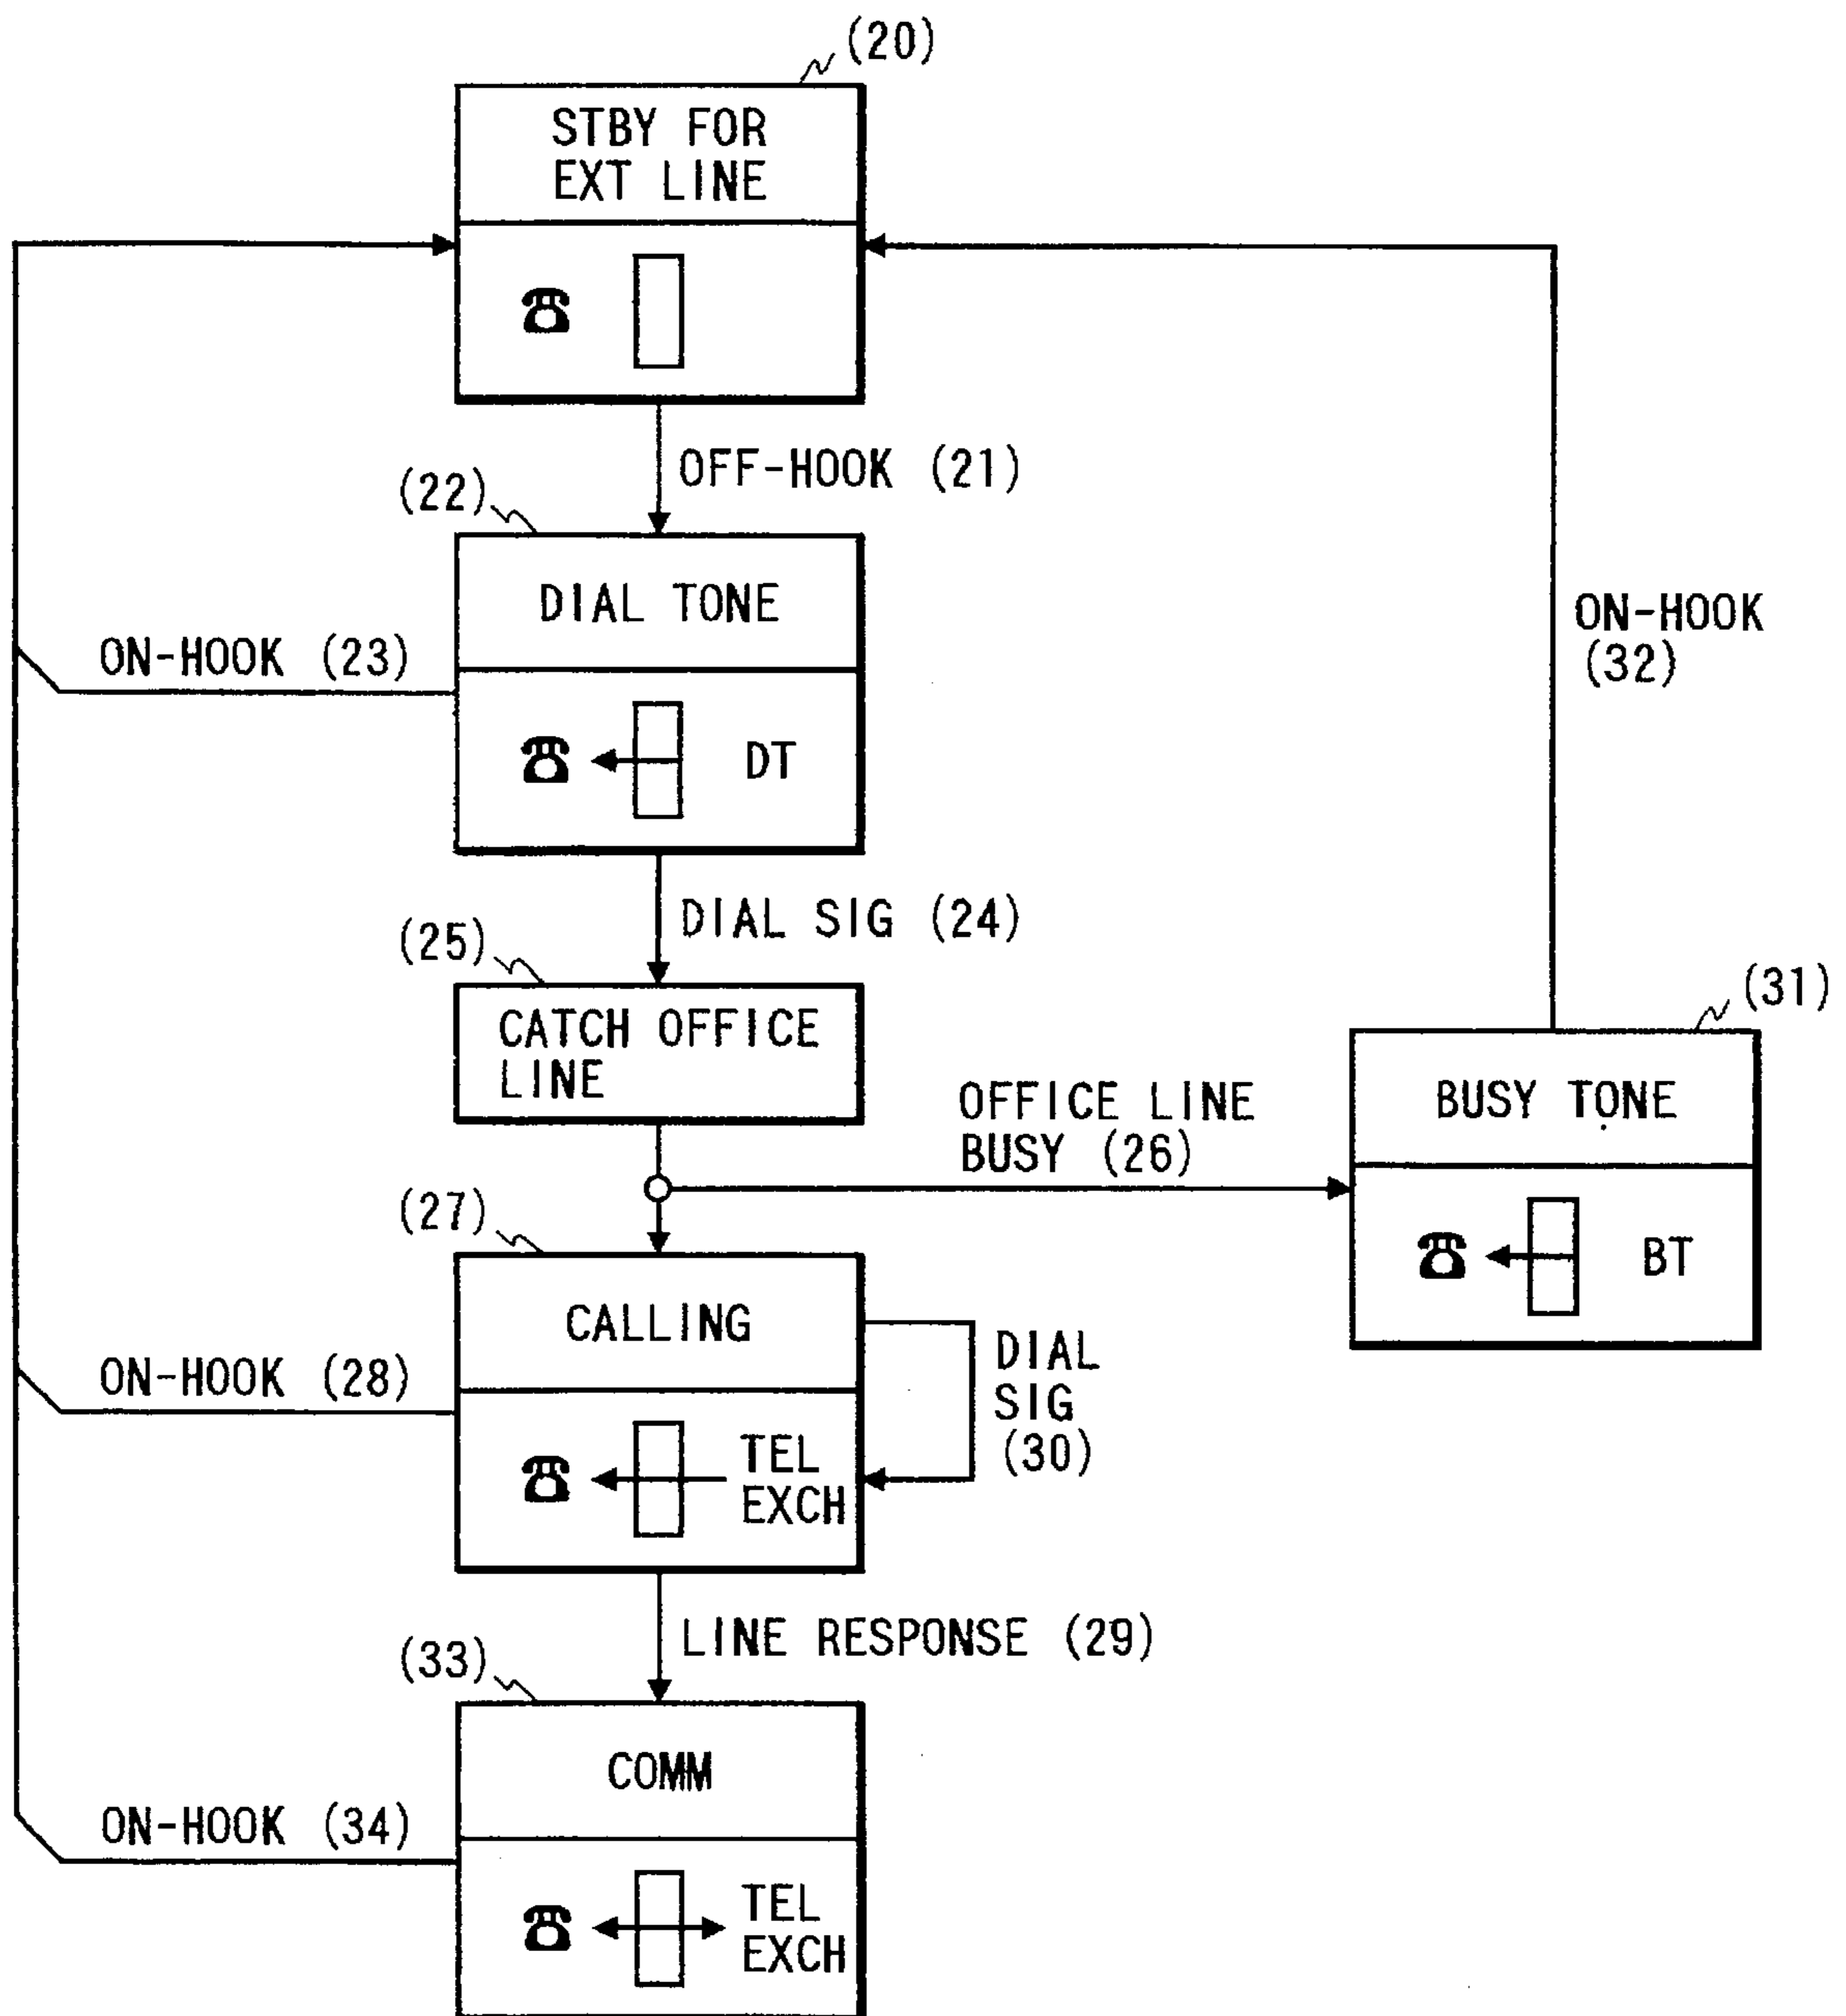 (20)
STBY FOR
EXT LINE
OFF-HOOK (21)
(22)
DIAL TONE
ON-HOOK (23)
DT
ON-HOOK
(32)
DIAL SIG (24)
(25)
CATCH OFFICE
LINE
(31)
BUSY TONE
BT
OFFICE LINE
BUSY (26)
(27)
CALLING
ON-HOOK (28)
TEL
EXCH
DIAL
SIG
(30)
LINE RESPONSE (29)
(33)
COMM
ON-HOOK (34)
TEL
EXCH